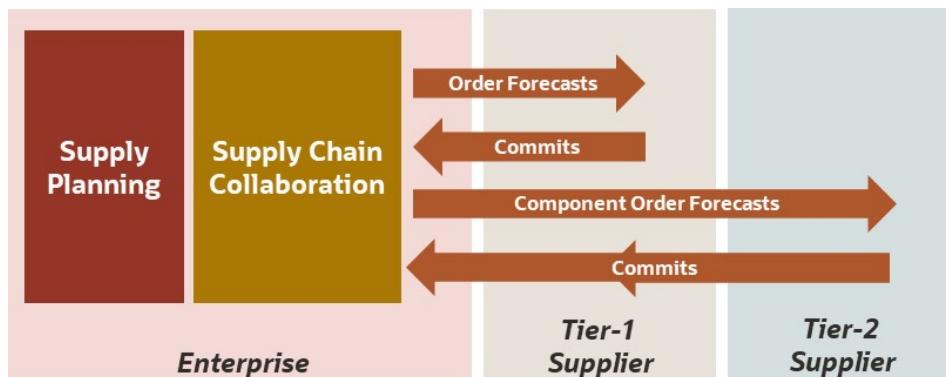 Supply
Planning
Supply Chain
Collaboration
Order Forecasts
Commits
Component Order Forecasts
Commits
Enterprise
Tier-1
Supplier
Tier-2
Supplier